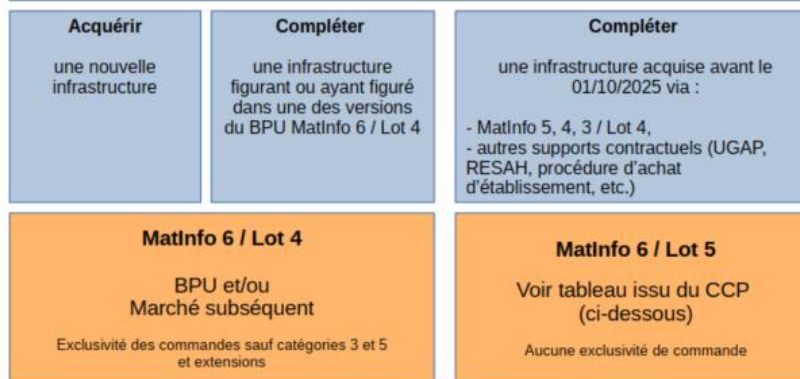 Acquérir
une nouvelle
infrastructure
Compléter
une infrastructure
figurant ou ayant figuré
dans une des versions
du BPU MatInfo 6 / Lot 4
Compléter
une infrastructure acquise avant le
01/10/2025 via :
- MatInfo 5, 4, 3 / Lot 4,
- autres supports contractuels (UGAP,
RESAH, procédure d'achat
d'établissement, etc.)
MatInfo 6 / Lot 4
BPU et/ou
Marché subséquent
Exclusivité des commandes sauf catégories 3 et 5
et extensions
MatInfo 6 / Lot 5
Voir tableau issu du CCP
(ci-dessous)
Aucune exclusivité de commande